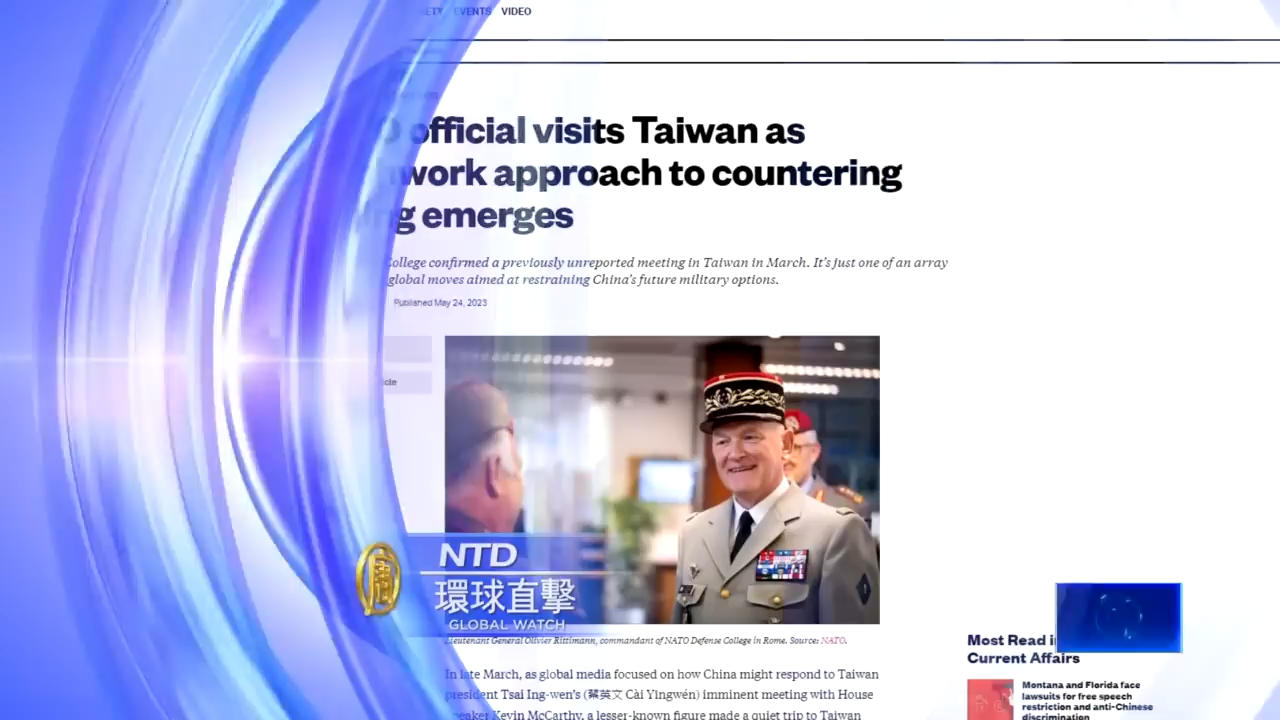 EVENTS VIDEO
official visits Taiwan as
approach to countering
emerges
College confirmed a previously unreported meeting in Taiwan in March. It's just one of an array
global moves aimed at restraining China's future military options.
Published May 24, 2023
NTD
環球直擊
GLOBAL WATCH
Lieutenant General Olivier Rittimann, commandant of NATO Defense College in Rome. Source: NATO.
In late March, as global media focused on how China might respond to Taiwan
president Tsai Ing-wen's (蔡英文 Cài Yīngwén) imminent meeting with House
Speaker Kevin McCarthy, a lesser-known figure made a quiet trip to Taiwan
Most Read
Current Affairs
Montana and Florida face
lawsuits for free speech
restriction and anti-Chinese
discrimination